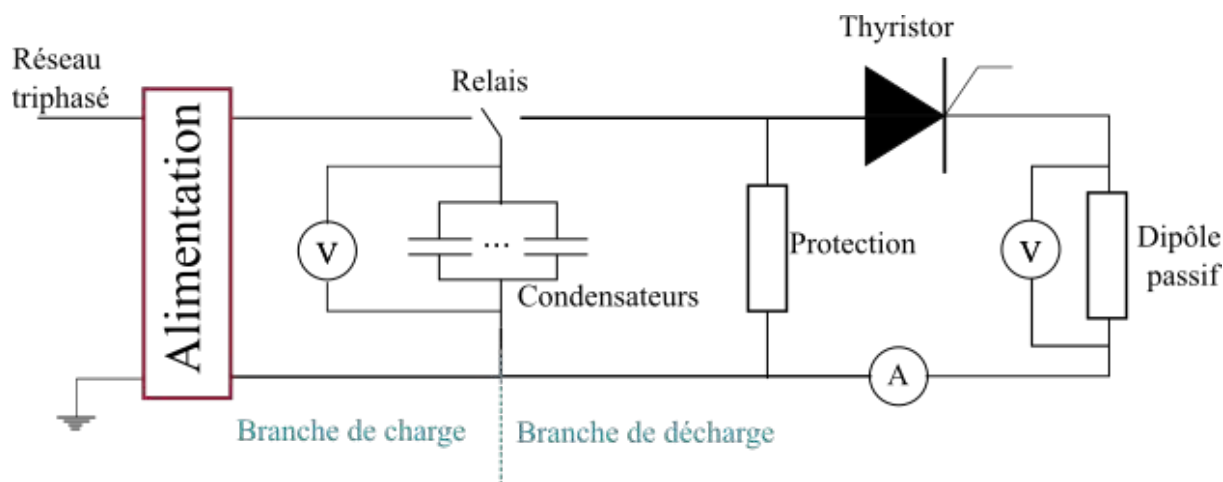 Thyristor
Réseau
triphasé
Relais
Alimentation
V
...
Condensateurs
Protection
V
Dipôle
passif
A
Branche de charge
Branche de décharge